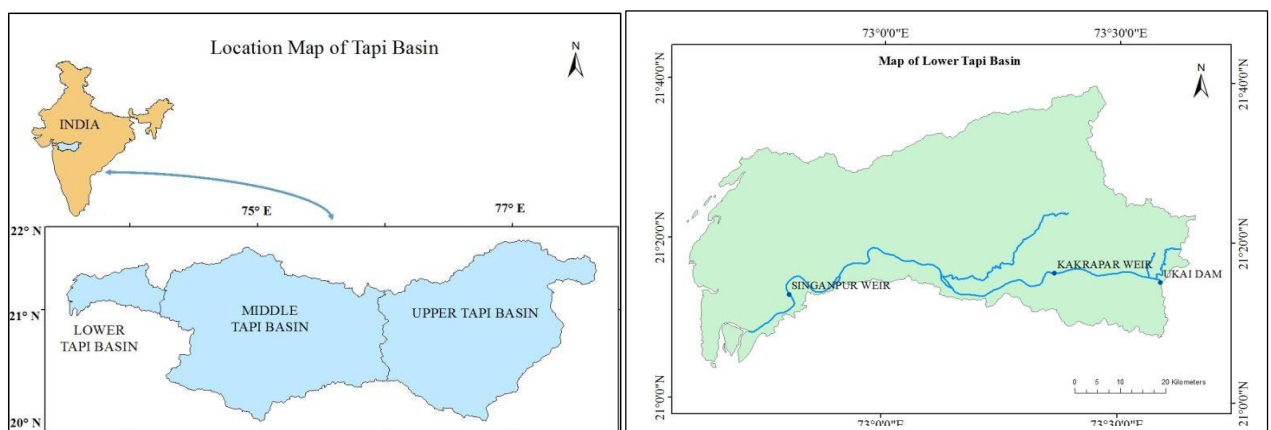 Location Map of Tapi Basin
N
INDIA
75° E
77° E
22° N
21° N
20° N
LOWER
TAPI BASIN
MIDDLE
TAPI BASIN
UPPER TAPI BASIN
73°0'0"E
73°30'0"E
Map of Lower Tapi Basin
N
21°40'0"N
21°40'0"N
21°20'0"N
21°20'0"N
KAKRAPAR WEIR
UKAI DAM
SINGANPUR WEIR
0 5 10 20 Kilometers
21°0'0"N
21°0'0"N
73°0'0"E
73°30'0"E